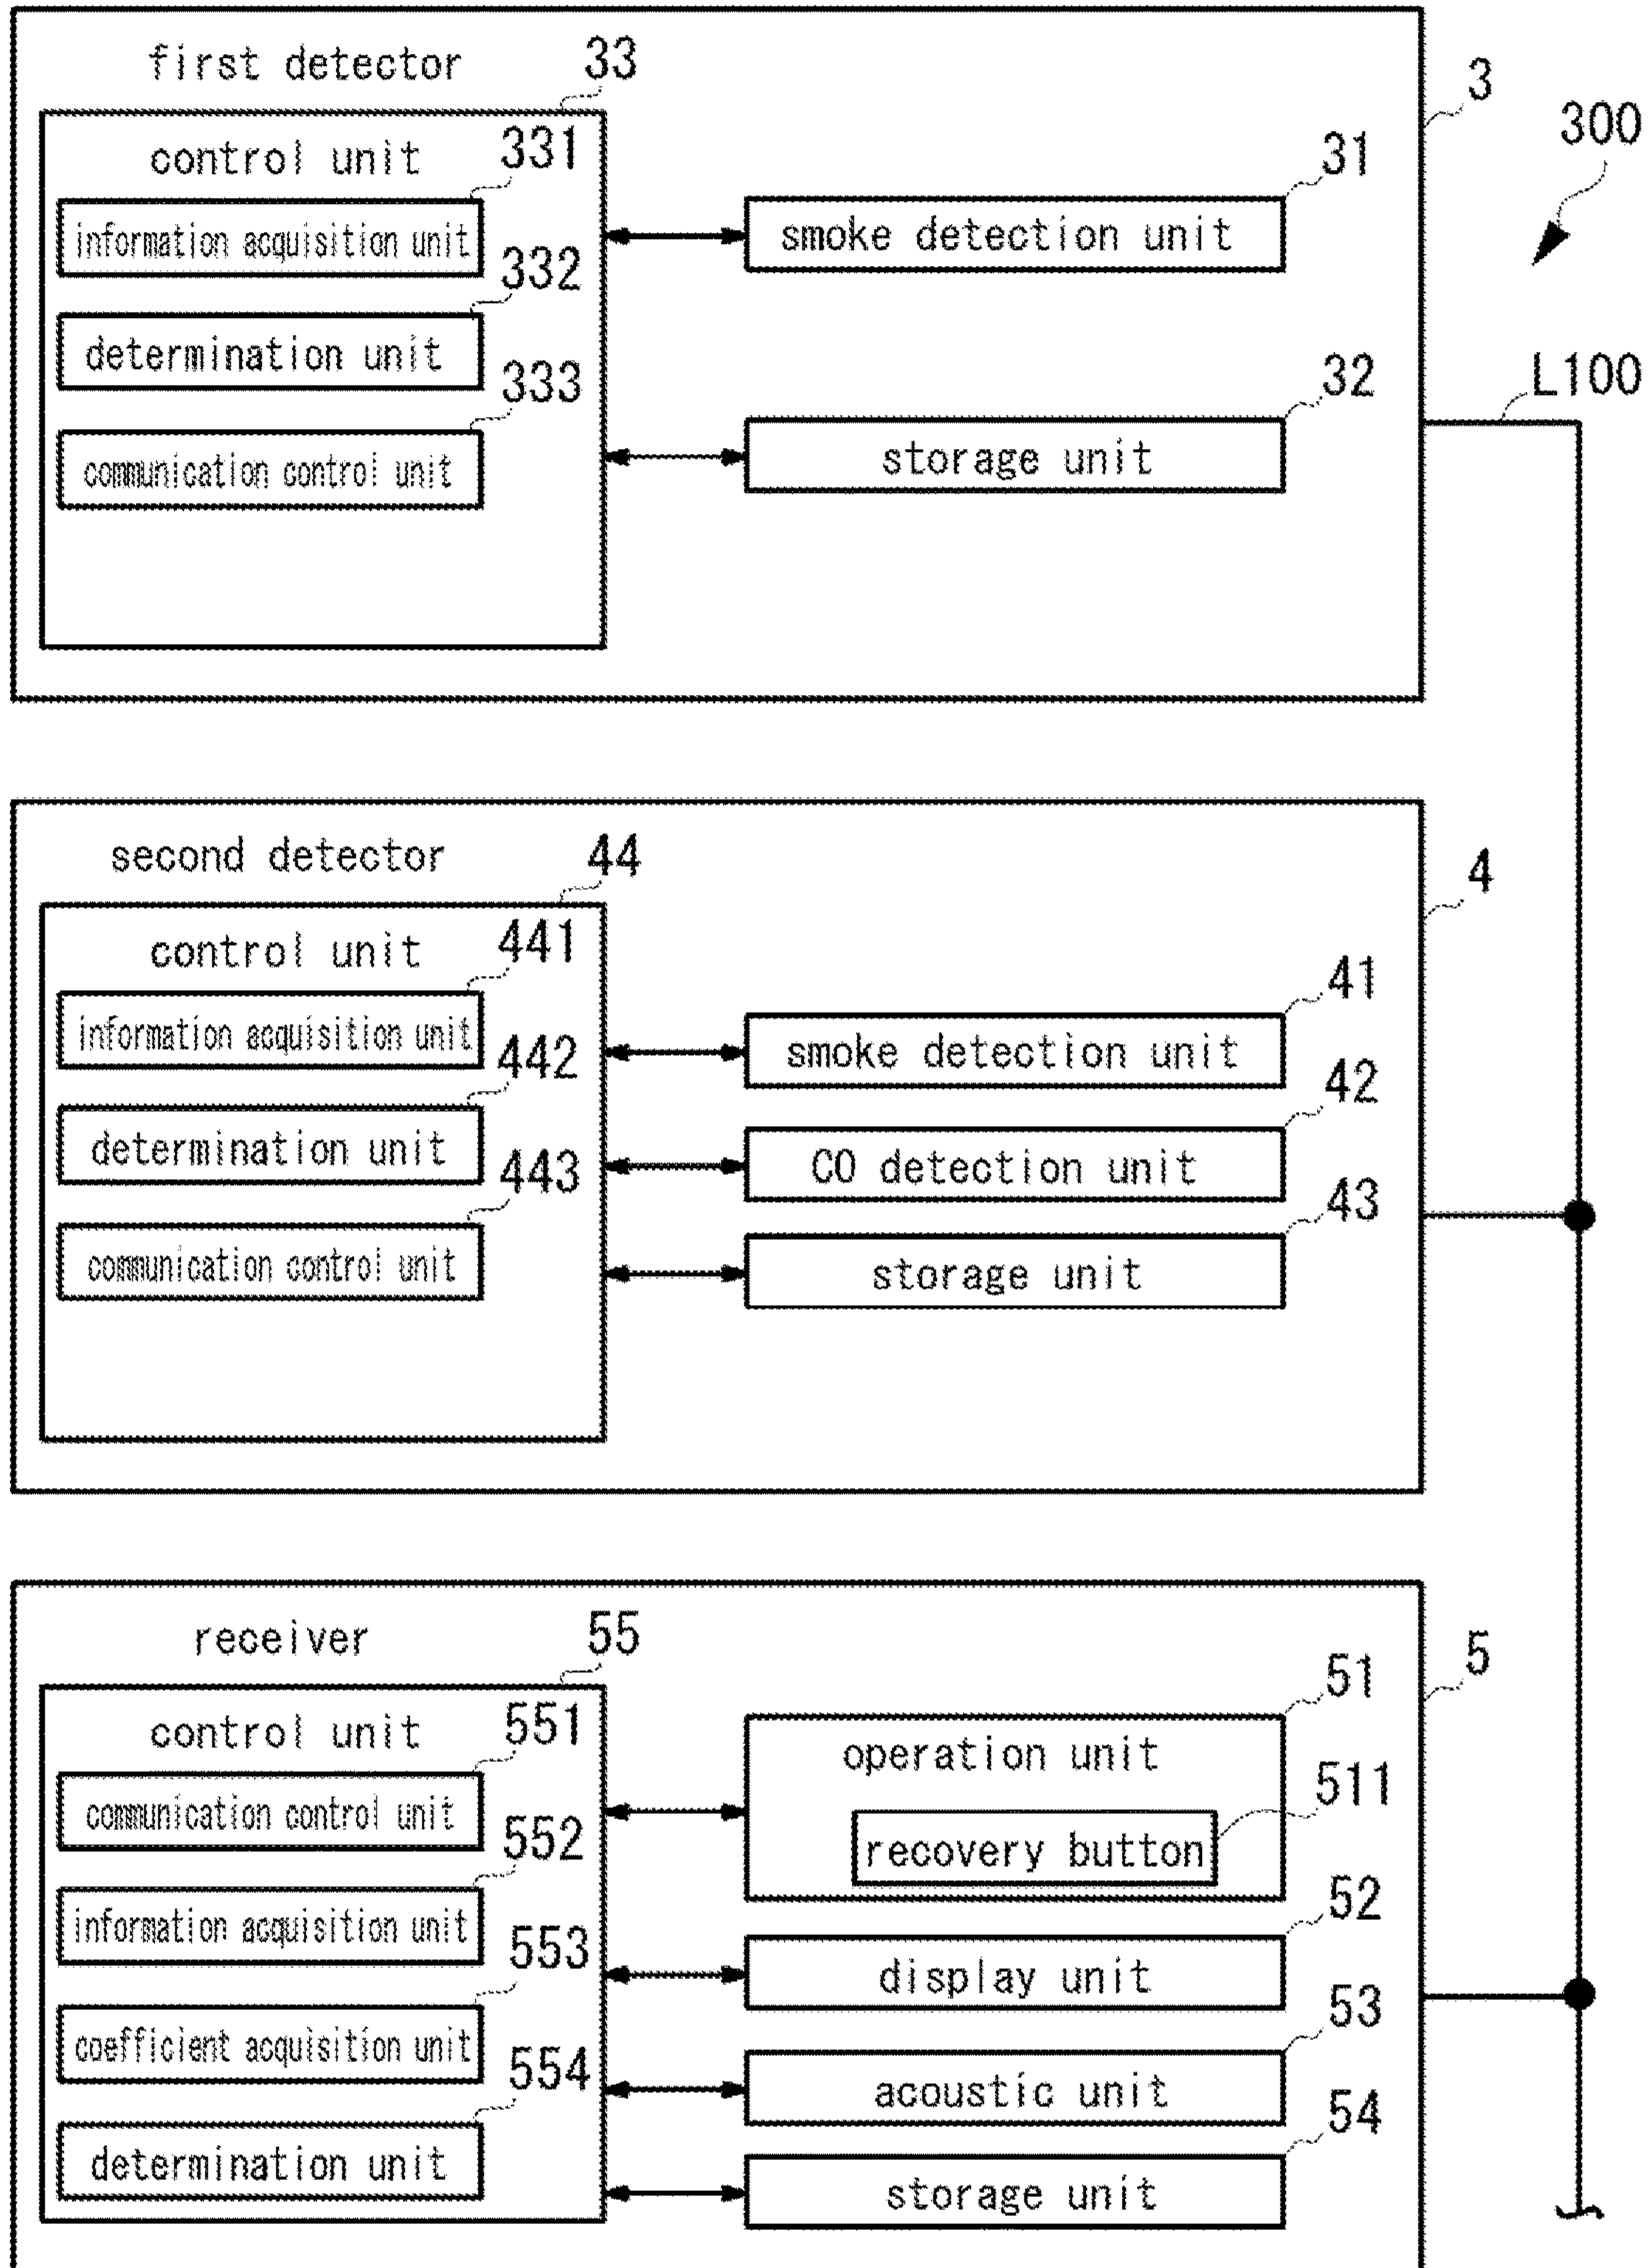 first detector 33
3
300
control unit 331
31
information acquisition unit
smoke detection unit
332
determination unit
32
L100
333
communication control unit
storage unit
second detector 44
4
control unit 441
41
information acquisition unit
smoke detection unit
442
42
determination unit
CO detection unit
443
43
communication control unit
storage unit
receiver 55
5
51
control unit 551
operation unit
511
communication control unit
recovery button
552
52
information acquisition unit
553
display unit
53
coefficient acquisition unit
554
acoustic unit
54
determination unit
storage unit